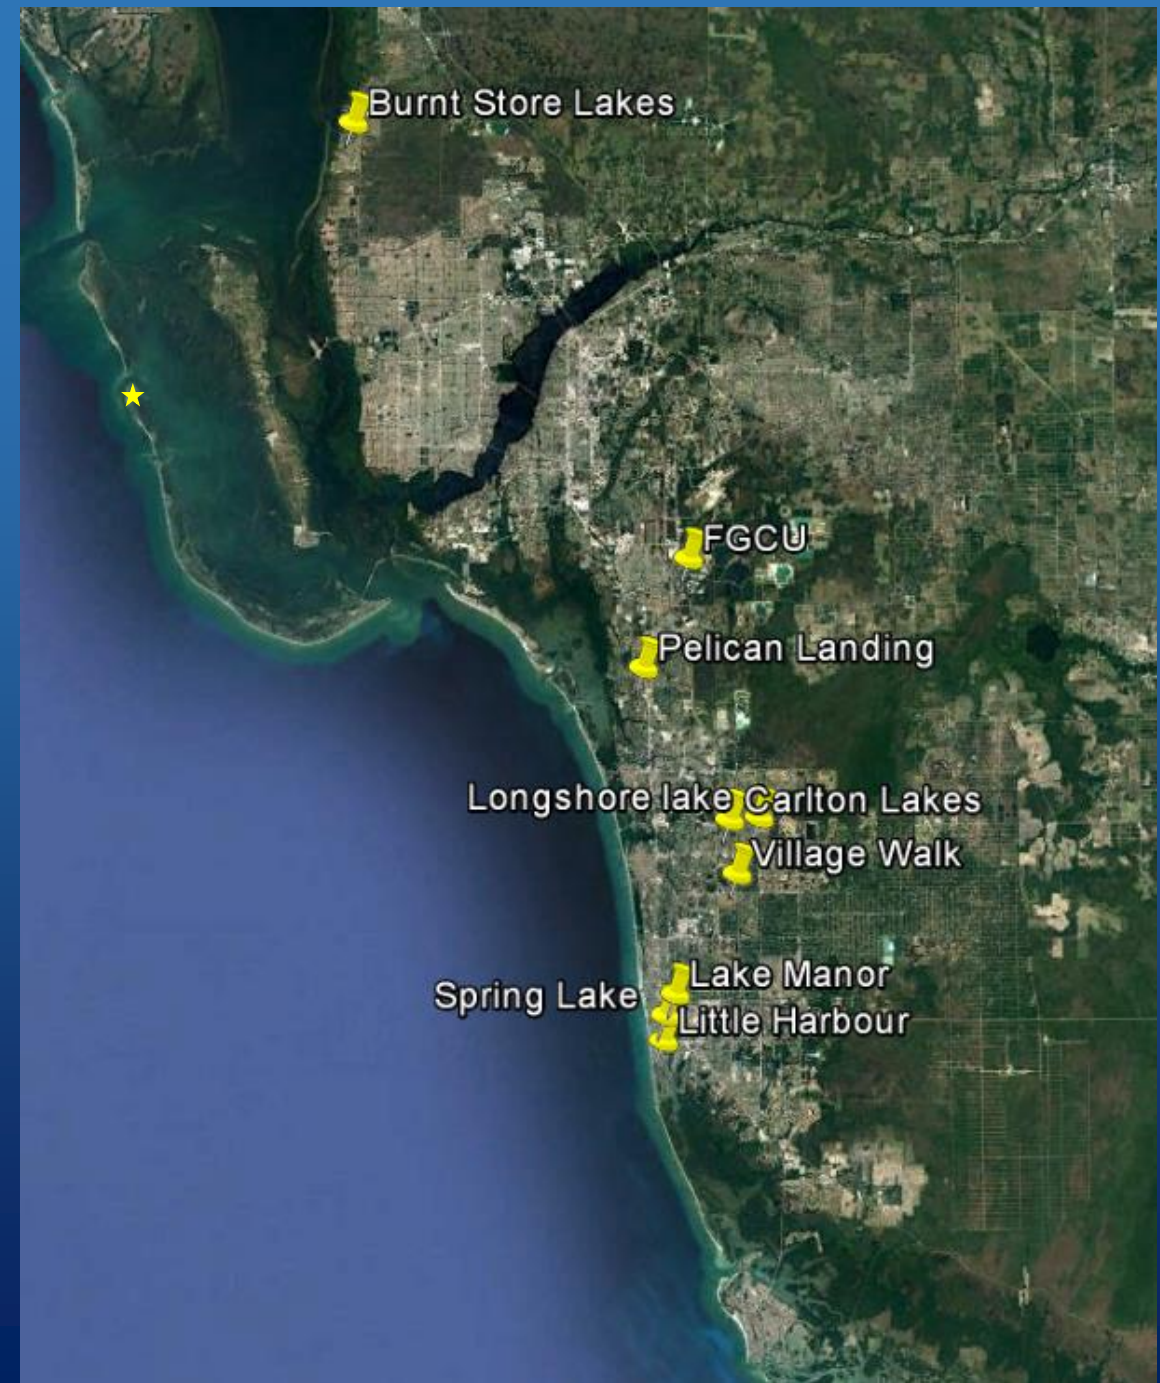 Burnt Store Lakes
FGCU
Pelican Landing
Longshore lake
Carlton Lakes
Village Walk
Lake Manor
Spring Lake
Little Harbour